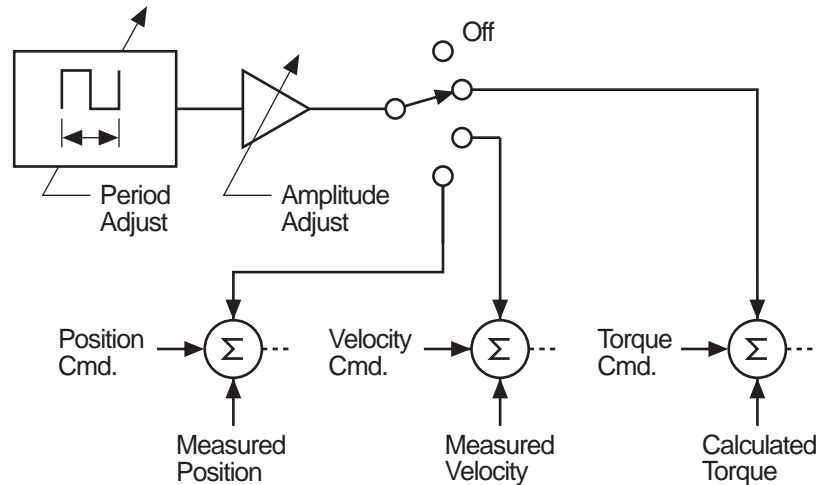 Off
Period
Adjust
Amplitude
Adjust
Position
Cmd.
Σ
Velocity
Cmd.
Σ
Torque
Cmd.
Σ
Measured
Position
Measured
Velocity
Calculated
Torque